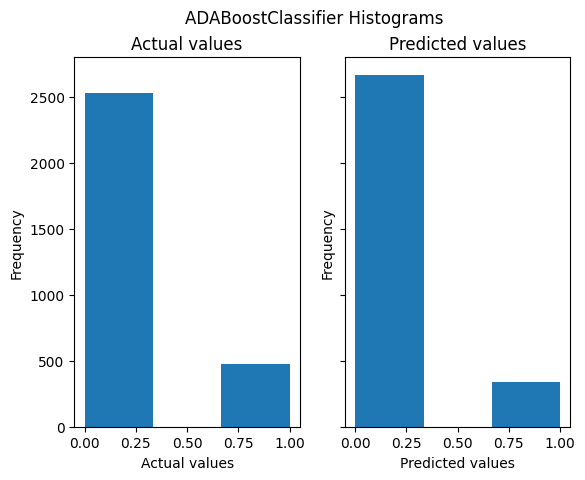 ADABoostClassifier Histograms
Actual values
Predicted values
Frequency
2500
2000
1500
1000
500
0
0.00 0.25 0.50 0.75 1.00
Actual values
Frequency
0.00 0.25 0.50 0.75 1.00
Predicted values